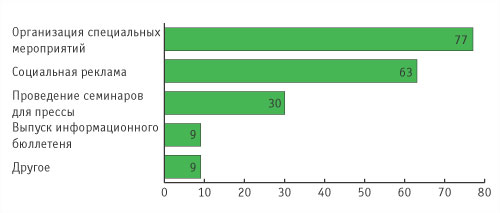 Организация специальных
мероприятий
77
Социальная реклама
63
Проведение семинаров
для прессы
30
Выпуск информационного
бюллетеня
9
Другое
9
0 10 20 30 40 50 60 70 80